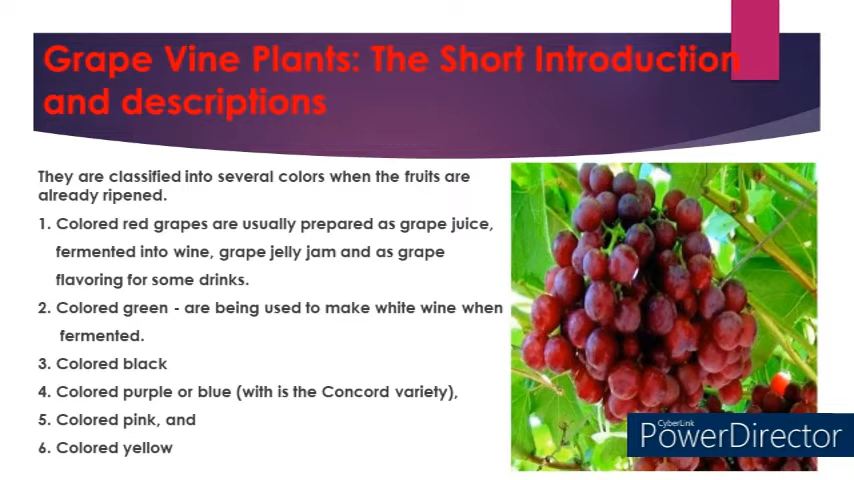 Grape Vine Plants: The Short Introduction
and descriptions
They are classified into several colors when the fruits are
already ripened.
1. Colored red grapes are usually prepared as grape juice,
fermented into wine, grape jelly jam and as grape
flavoring for some drinks.
2. Colored green - are being used to make white wine when
fermented.
3. Colored black
4. Colored purple or blue (with is the Concord variety),
5. Colored pink, and
6. Colored yellow
CyberLink
PowerDirector